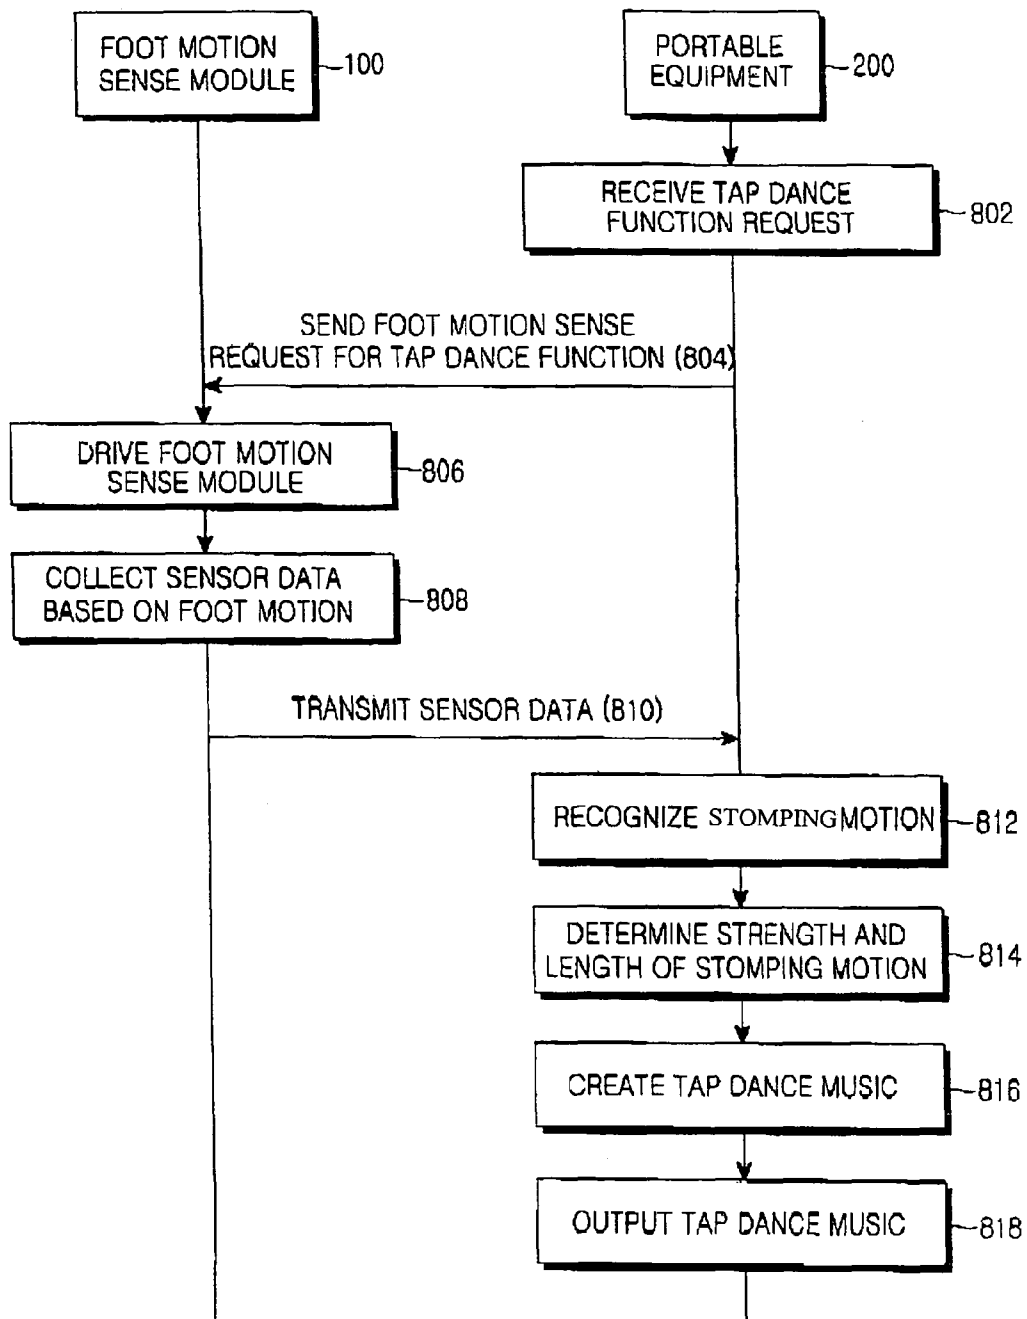 FOOT MOTION
SENSE MODULE
100
PORTABLE
EQUIPMENT
200
RECEIVE TAP DANCE
FUNCTION REQUEST
802
SEND FOOT MOTION SENSE
REQUEST FOR TAP DANCE FUNCTION (804)
DRIVE FOOT MOTION
SENSE MODULE
806
COLLECT SENSOR DATA
BASED ON FOOT MOTION
808
TRANSMIT SENSOR DATA (810)
RECOGNIZE STOMPING MOTION
812
DETERMINE STRENGTH AND
LENGTH OF STOMPING MOTION
814
CREATE TAP DANCE MUSIC
816
OUTPUT TAP DANCE MUSIC
818